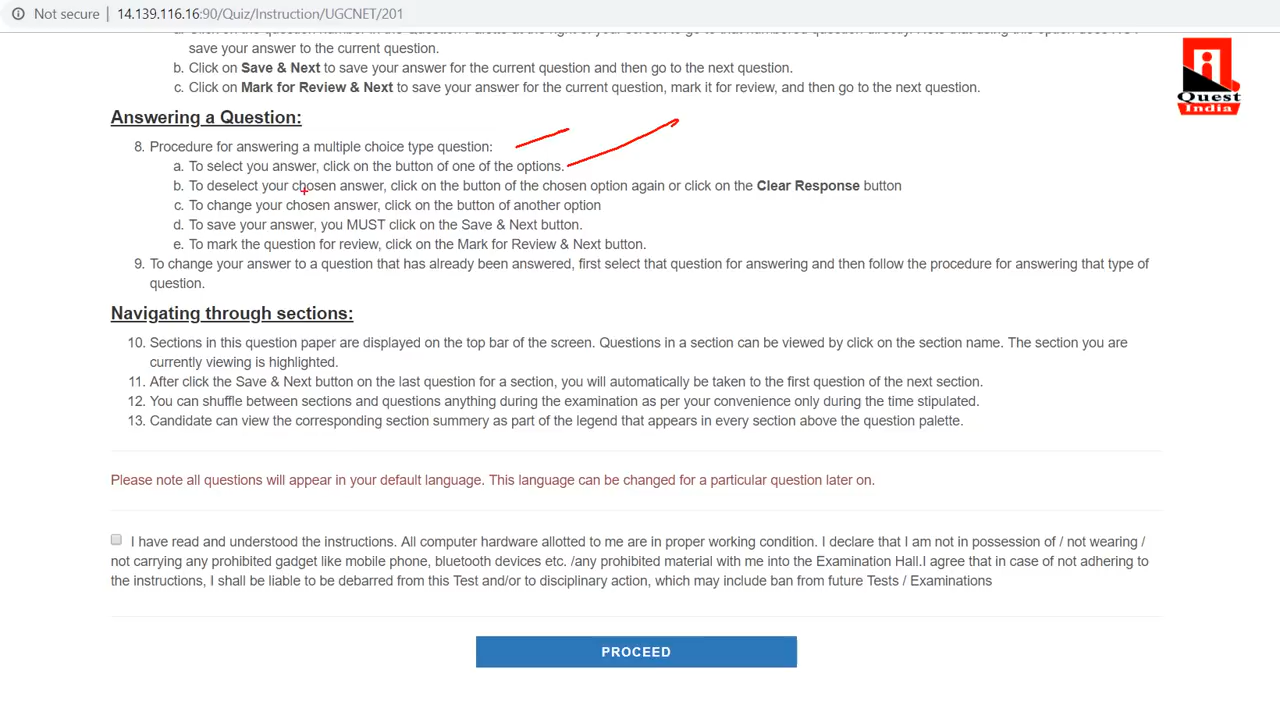 Not secure | 14.139.116.16:90/Quiz/Instruction/UGCNET/201
save your answer to the current question.
b. Click on Save & Next to save your answer for the current question and then go to the next question.
c. Click on Mark for Review & Next to save your answer for the current question, mark it for review, and then go to the next question.
Quest
India
Answering a Question:
8. Procedure for answering a multiple choice type question:
a. To select you answer, click on the button of one of the options.
b. To deselect your chosen answer, click on the button of the chosen option again or click on the Clear Response button
c. To change your chosen answer, click on the button of another option
d. To save your answer, you MUST click on the Save & Next button.
e. To mark the question for review, click on the Mark for Review & Next button.
9. To change your answer to a question that has already been answered, first select that question for answering and then follow the procedure for answering that type of
question.
Navigating through sections:
10. Sections in this question paper are displayed on the top bar of the screen. Questions in a section can be viewed by click on the section name. The section you are
currently viewing is highlighted.
11. After click the Save & Next button on the last question for a section, you will automatically be taken to the first question of the next section.
12. You can shuffle between sections and questions anything during the examination as per your convenience only during the time stipulated.
13. Candidate can view the corresponding section summery as part of the legend that appears in every section above the question palette.
Please note all questions will appear in your default language. This language can be changed for a particular question later on.
I have read and understood the instructions. All computer hardware allotted to me are in proper working condition. I declare that I am not in possession of / not wearing /
not carrying any prohibited gadget like mobile phone, bluetooth devices etc. /any prohibited material with me into the Examination Hall.I agree that in case of not adhering to
the instructions, I shall be liable to be debarred from this Test and/or to disciplinary action, which may include ban from future Tests / Examinations
PROCEED